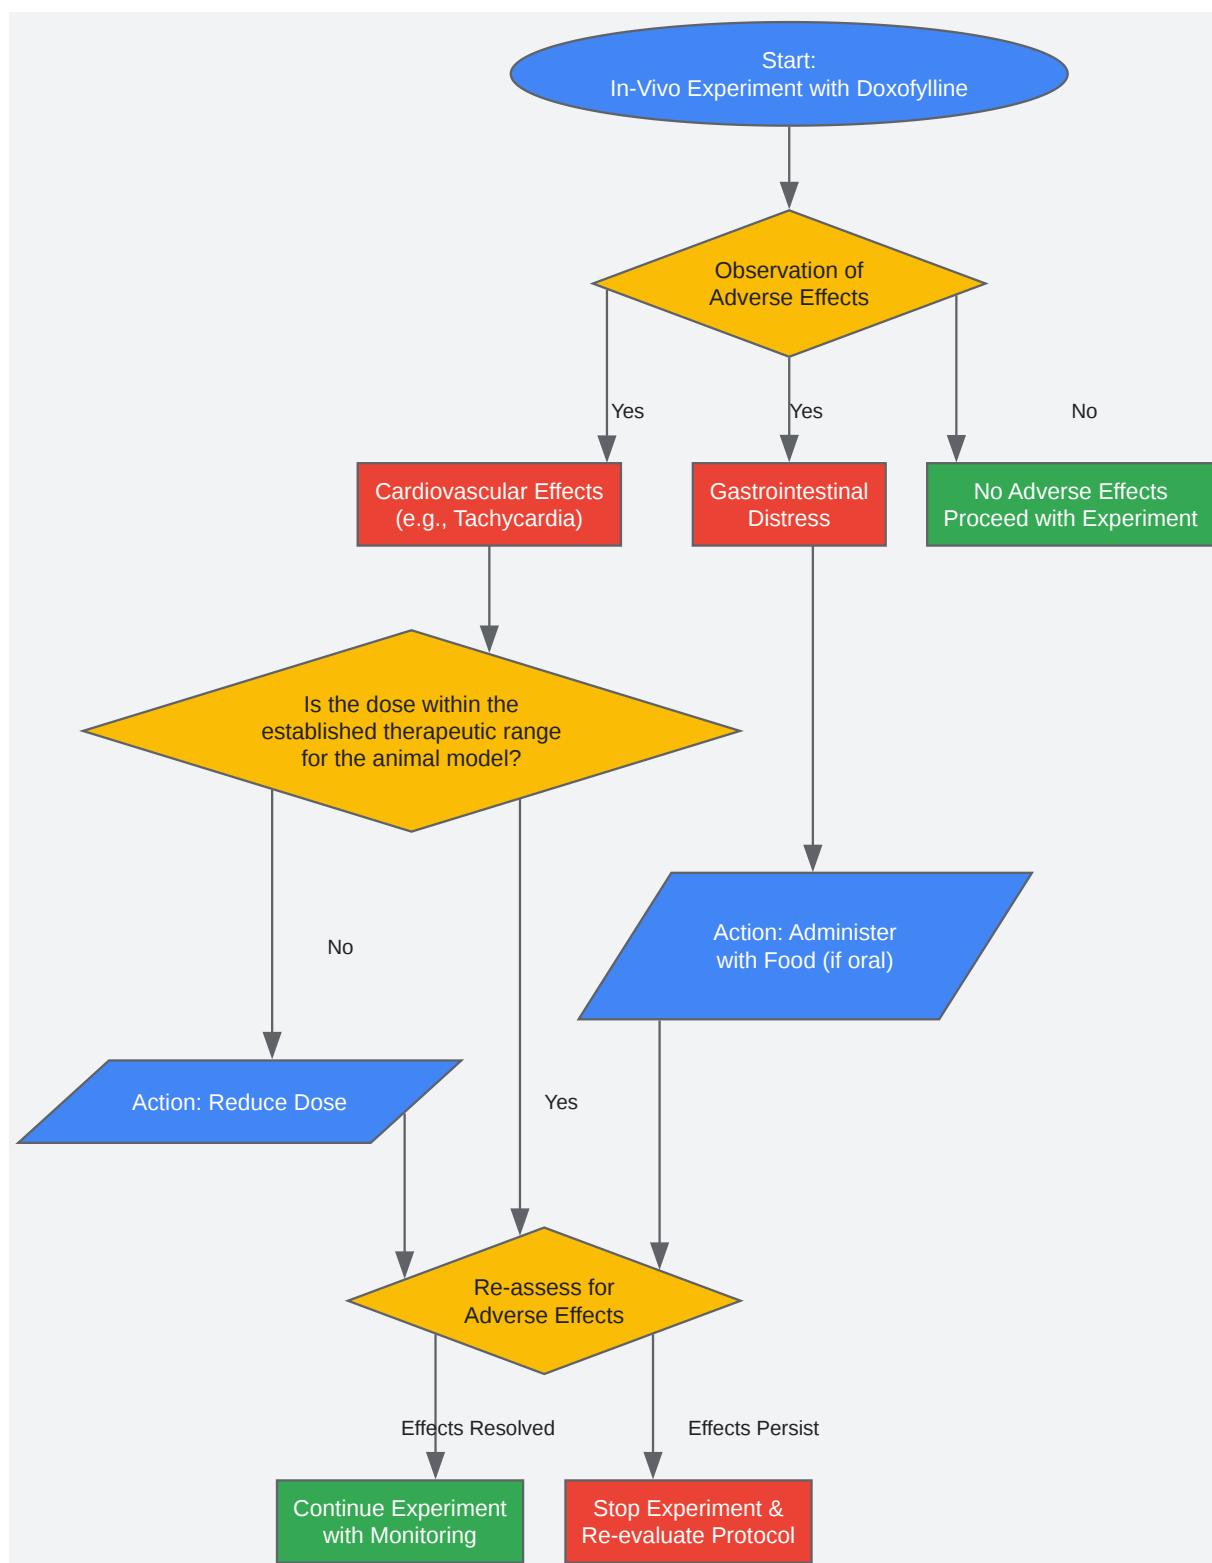 Start:
In-Vivo Experiment with Doxofylline
Observation of
Adverse Effects
Yes
Yes
No
Cardiovascular Effects
(e.g., Tachycardia)
Gastrointestinal
Distress
No Adverse Effects
Proceed with Experiment
Is the dose within the
established therapeutic range
for the animal model?
Action: Administer
with Food (if oral)
No
Action: Reduce Dose
Yes
Re-assess for
Adverse Effects
Effects Resolved
Effects Persist
Continue Experiment
with Monitoring
Stop Experiment &
Re-evaluate Protocol